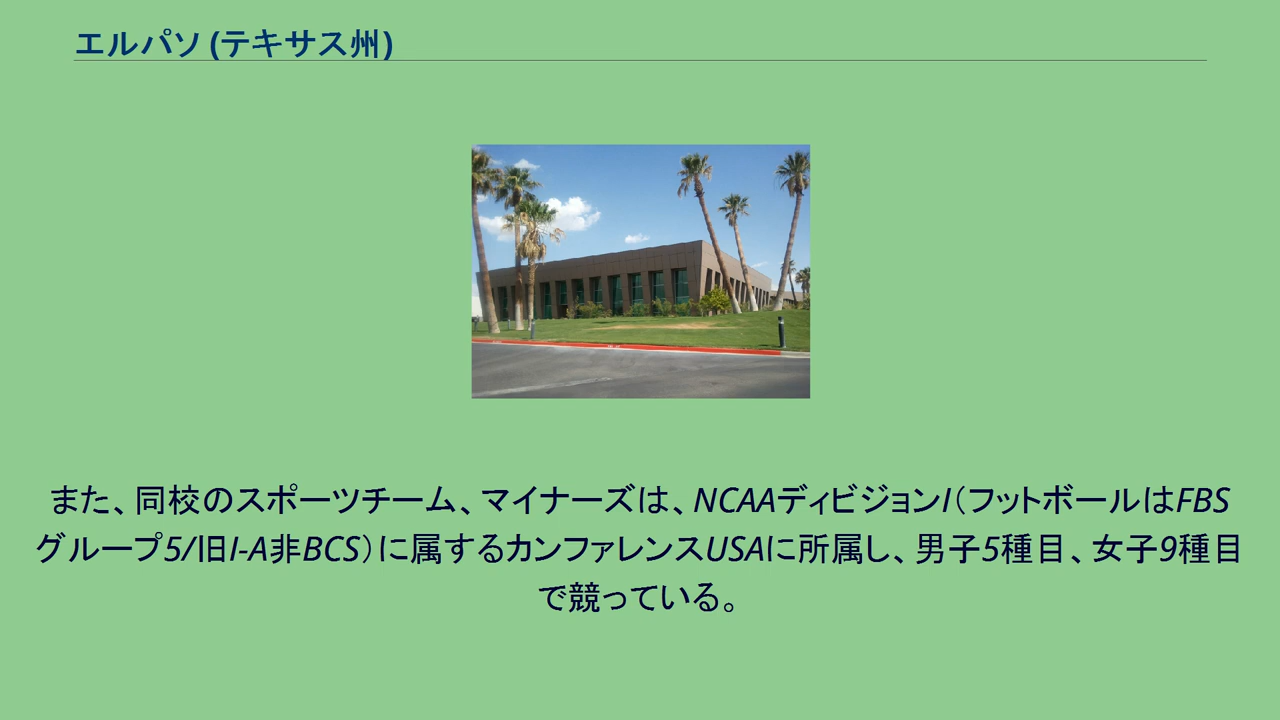 エルパソ (テキサス州)
また、同校のスポーツチーム、マイナーズは、NCAAディビジョンI（フットボールはFBS
グループ5/旧I-A非BCS）に属するカンファレンスUSAに所属し、男子5種目、女子9種目
で競っている。